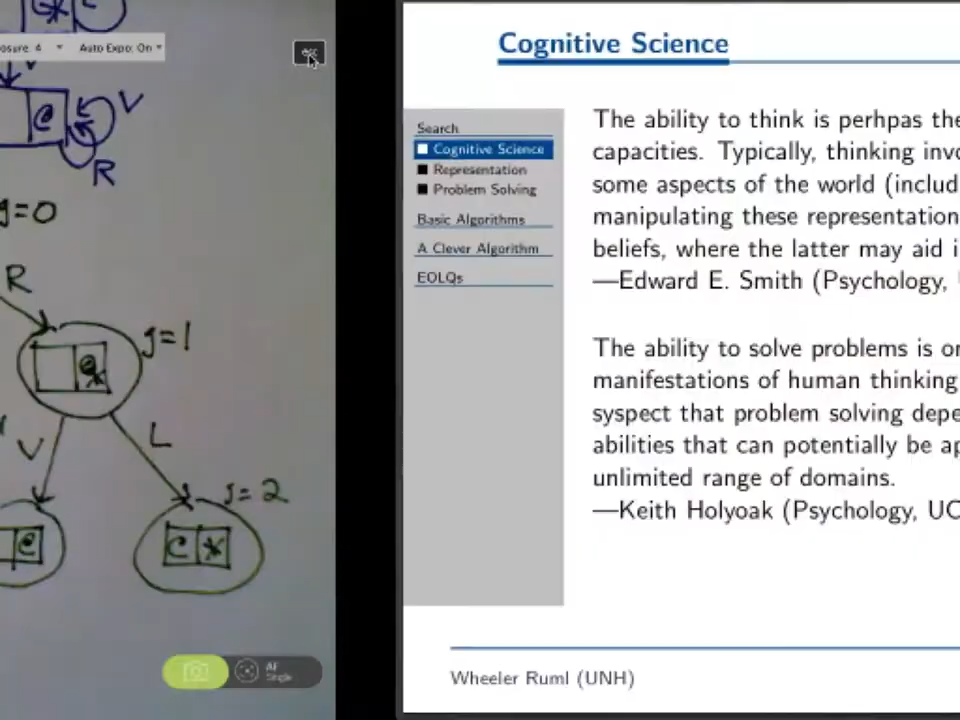 osure: 4
Auto Expo: On
@
V
R
g=0
R
g=1
@*
V
L
g=2
@
@ *
AF
Single
Cognitive Science
Search
Cognitive Science
Representation
Problem Solving
Basic Algorithms
A Clever Algorithm
EOLQs
The ability to think is perhpas the
capacities. Typically, thinking invo
some aspects of the world (includ
manipulating these representation
beliefs, where the latter may aid i
—Edward E. Smith (Psychology,
The ability to solve problems is o
manifestations of human thinking
syspect that problem solving depe
abilities that can potentially be ap
unlimited range of domains.
—Keith Holyoak (Psychology, UC
Wheeler Ruml (UNH)